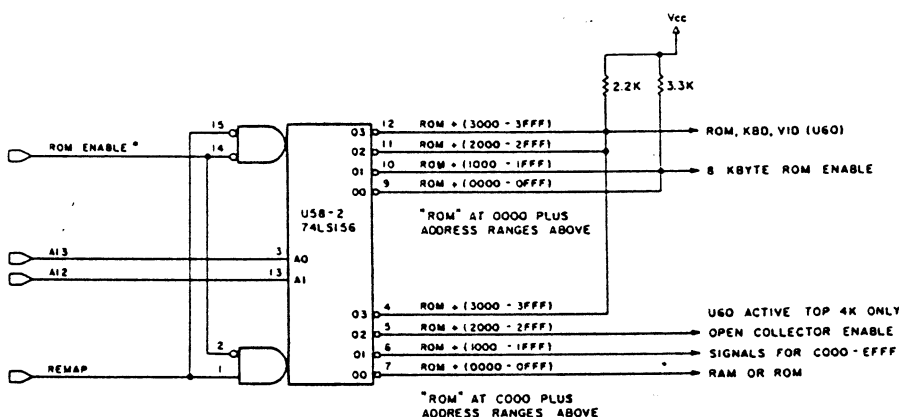 Vcc
2.2K 3.3K
15
12 ROM + (3000 - 3FFF) ROM, KBD, VID (U60)
O3
ROM ENABLE* 14
11 ROM + (2000 - 2FFF)
O2
10 ROM + (1000 - 1FFF) 8 KBYTE ROM ENABLE
O1
9 ROM + (0000 - 0FFF)
O0
U58-2
74LS156
"ROM" AT 0000 PLUS
ADDRESS RANGES ABOVE
A13 3 A0
A12 13 A1
4 ROM + (3000 - 3FFF) U60 ACTIVE TOP 4K ONLY
O3
5 ROM + (2000 - 2FFF) OPEN COLLECTOR ENABLE
O2
2
6 ROM + (1000 - 1FFF) SIGNALS FOR C000 - EFFF
O1
REMAP 1
7 ROM + (0000 - 0FFF) RAM OR ROM
O0
"ROM" AT C000 PLUS
ADDRESS RANGES ABOVE